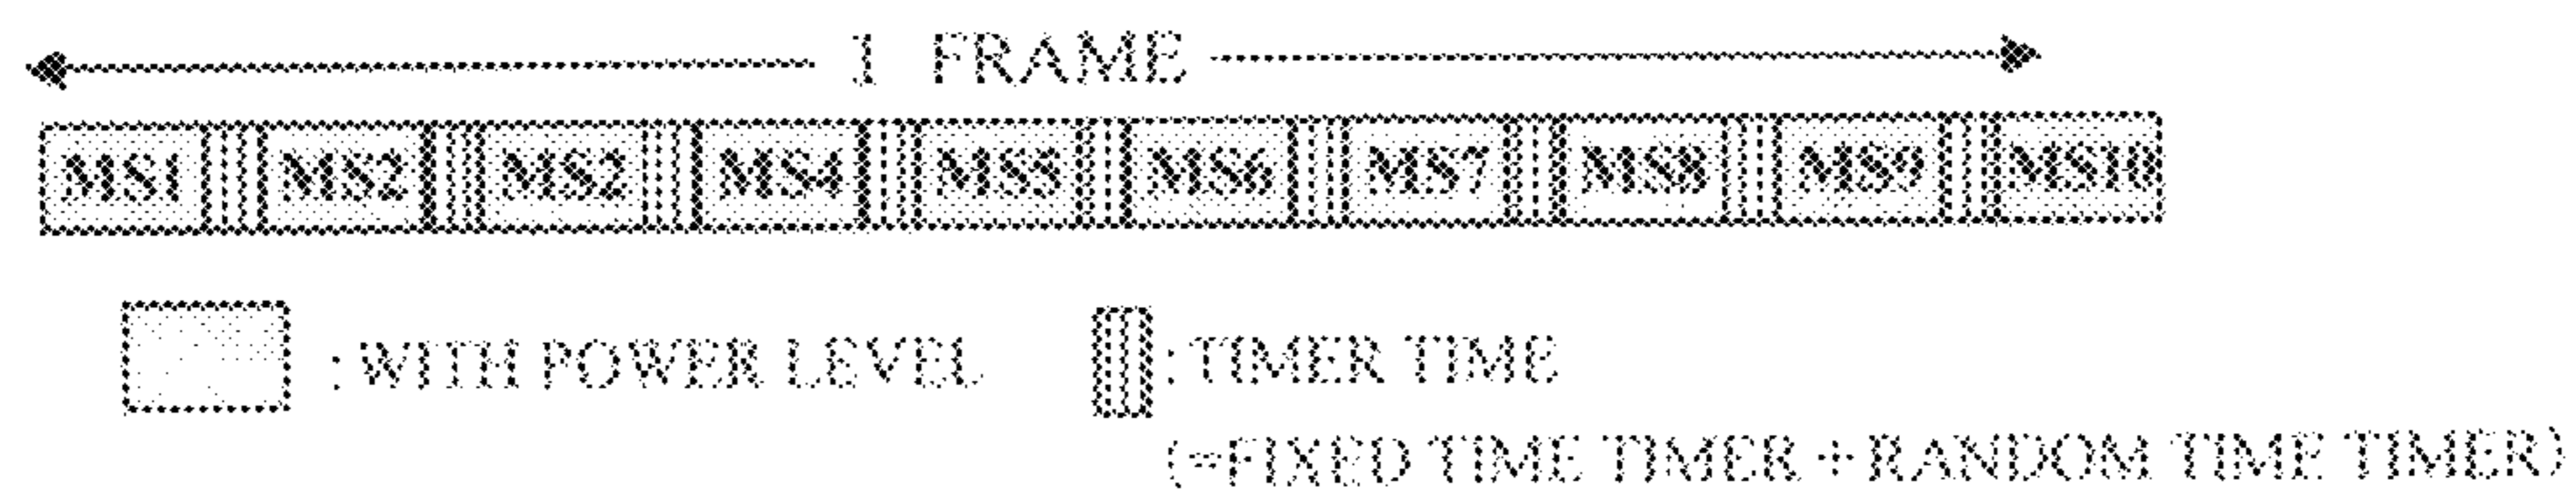 1 FRAME
MS1 MS2 MS2 MS4 MS5 MS6 MS7 MS8 MS9 MS10
: WITH POWER LEVEL : TIMER TIME
(=FIXED TIME TIMER + RANDOM TIME TIMER)